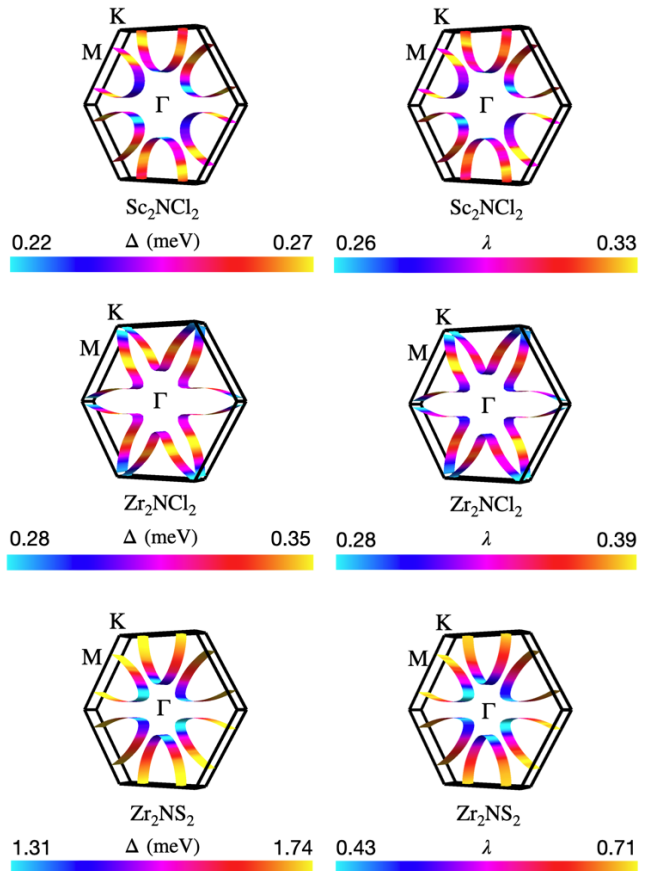 K K
M M
Γ Γ
Sc₂NCl₂ Sc₂NCl₂
0.22 Δ (meV) 0.27 0.26 λ 0.33
K K
M M
Γ Γ
Zr₂NCl₂ Zr₂NCl₂
0.28 Δ (meV) 0.35 0.28 λ 0.39
K K
M M
Γ Γ
Zr₂NS₂ Zr₂NS₂
1.31 Δ (meV) 1.74 0.43 λ 0.71